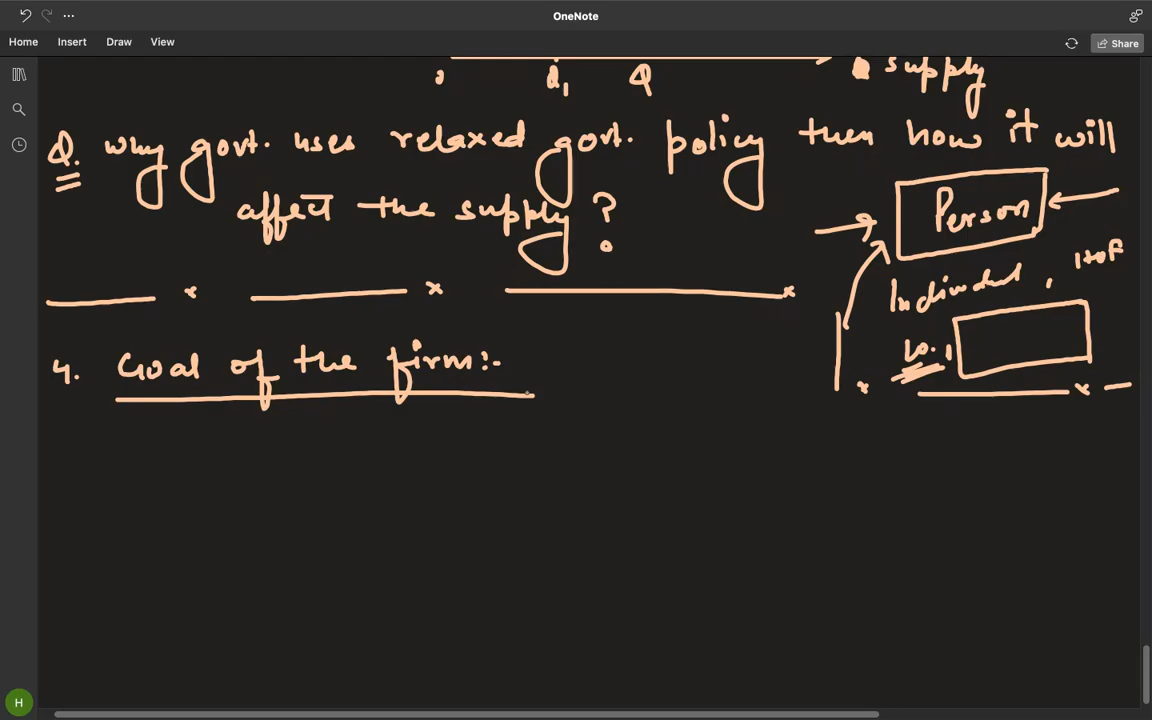 OneNote
Home Insert Draw View
Share
supply
Q
Q. why govt. uses relaxed govt. policy then how it will
affect the supply ?
Person
Individual,
4. Goal of the firm:-
H